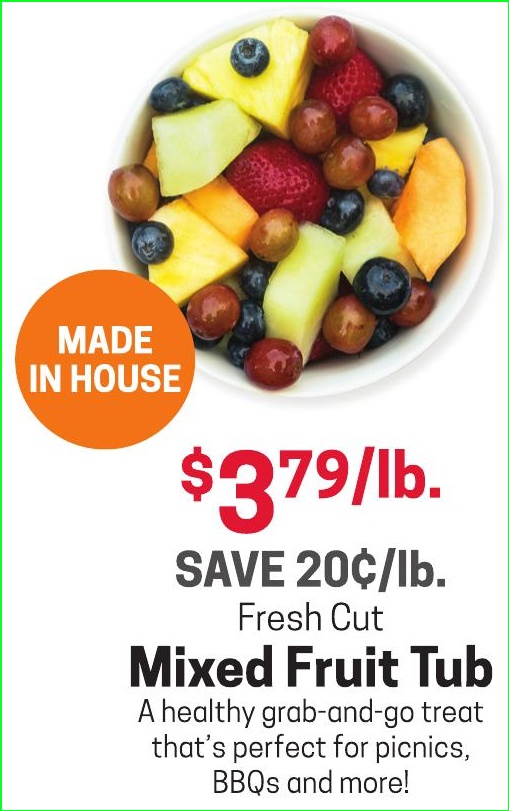 MADE
IN HOUSE
$379/lb.
SAVE 20¢/lb.
Fresh Cut
Mixed Fruit Tub
A healthy grab-and-go treat
that's perfect for picnics,
BBQs and more!